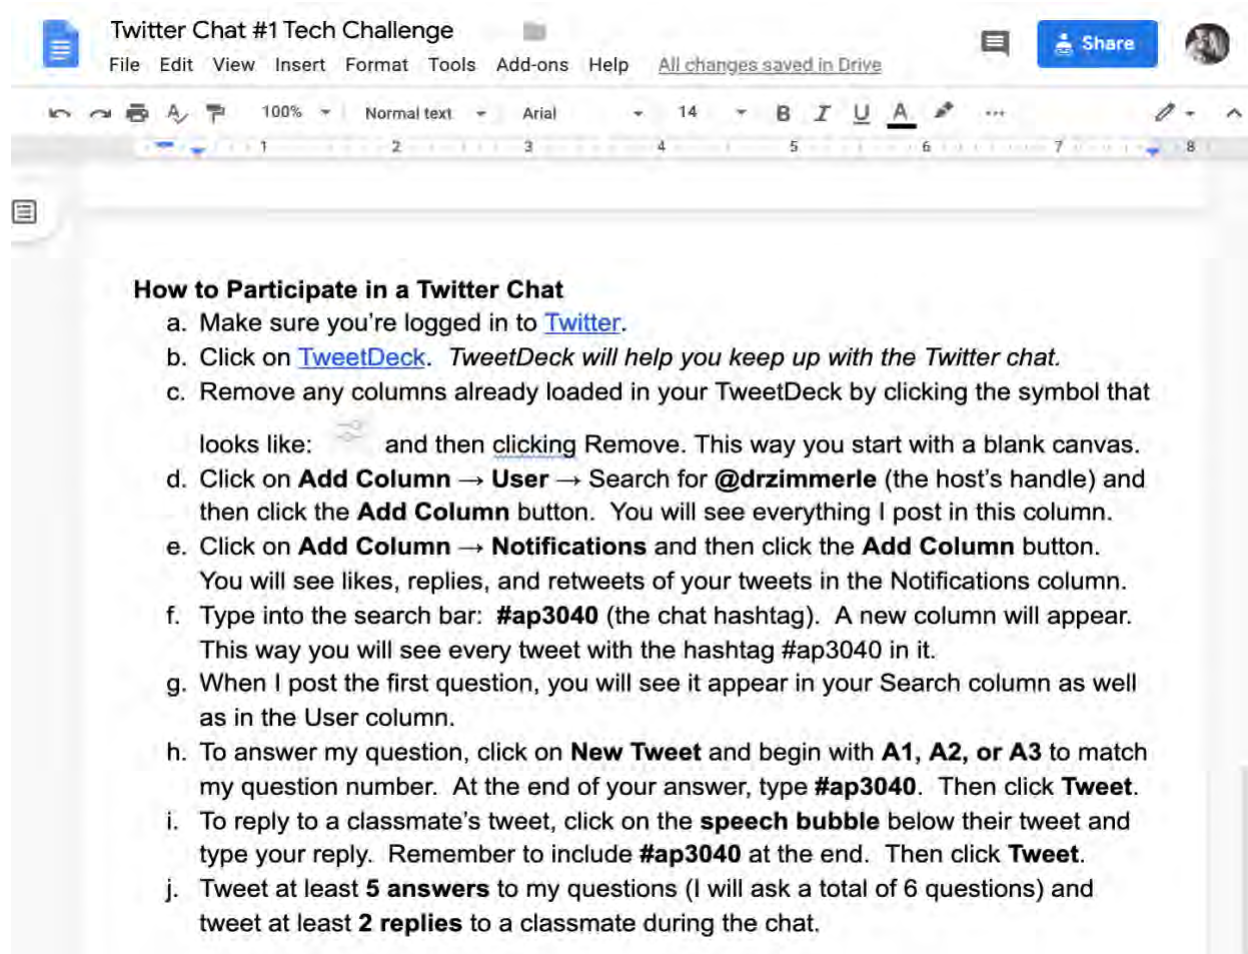 Twitter Chat #1 Tech Challenge
Share
File Edit View Insert Format Tools Add-ons Help All changes saved in Drive
100% Normal text Arial 14 B I U A
1 2 3 4 5 6 7 8
How to Participate in a Twitter Chat
a. Make sure you're logged in to Twitter.
b. Click on TweetDeck. TweetDeck will help you keep up with the Twitter chat.
c. Remove any columns already loaded in your TweetDeck by clicking the symbol that
looks like: and then clicking Remove. This way you start with a blank canvas.
d. Click on Add Column → User → Search for @drzimmerle (the host's handle) and
then click the Add Column button. You will see everything I post in this column.
e. Click on Add Column → Notifications and then click the Add Column button.
You will see likes, replies, and retweets of your tweets in the Notifications column.
f. Type into the search bar: #ap3040 (the chat hashtag). A new column will appear.
This way you will see every tweet with the hashtag #ap3040 in it.
g. When I post the first question, you will see it appear in your Search column as well
as in the User column.
h. To answer my question, click on New Tweet and begin with A1, A2, or A3 to match
my question number. At the end of your answer, type #ap3040. Then click Tweet.
i. To reply to a classmate's tweet, click on the speech bubble below their tweet and
type your reply. Remember to include #ap3040 at the end. Then click Tweet.
j. Tweet at least 5 answers to my questions (I will ask a total of 6 questions) and
tweet at least 2 replies to a classmate during the chat.